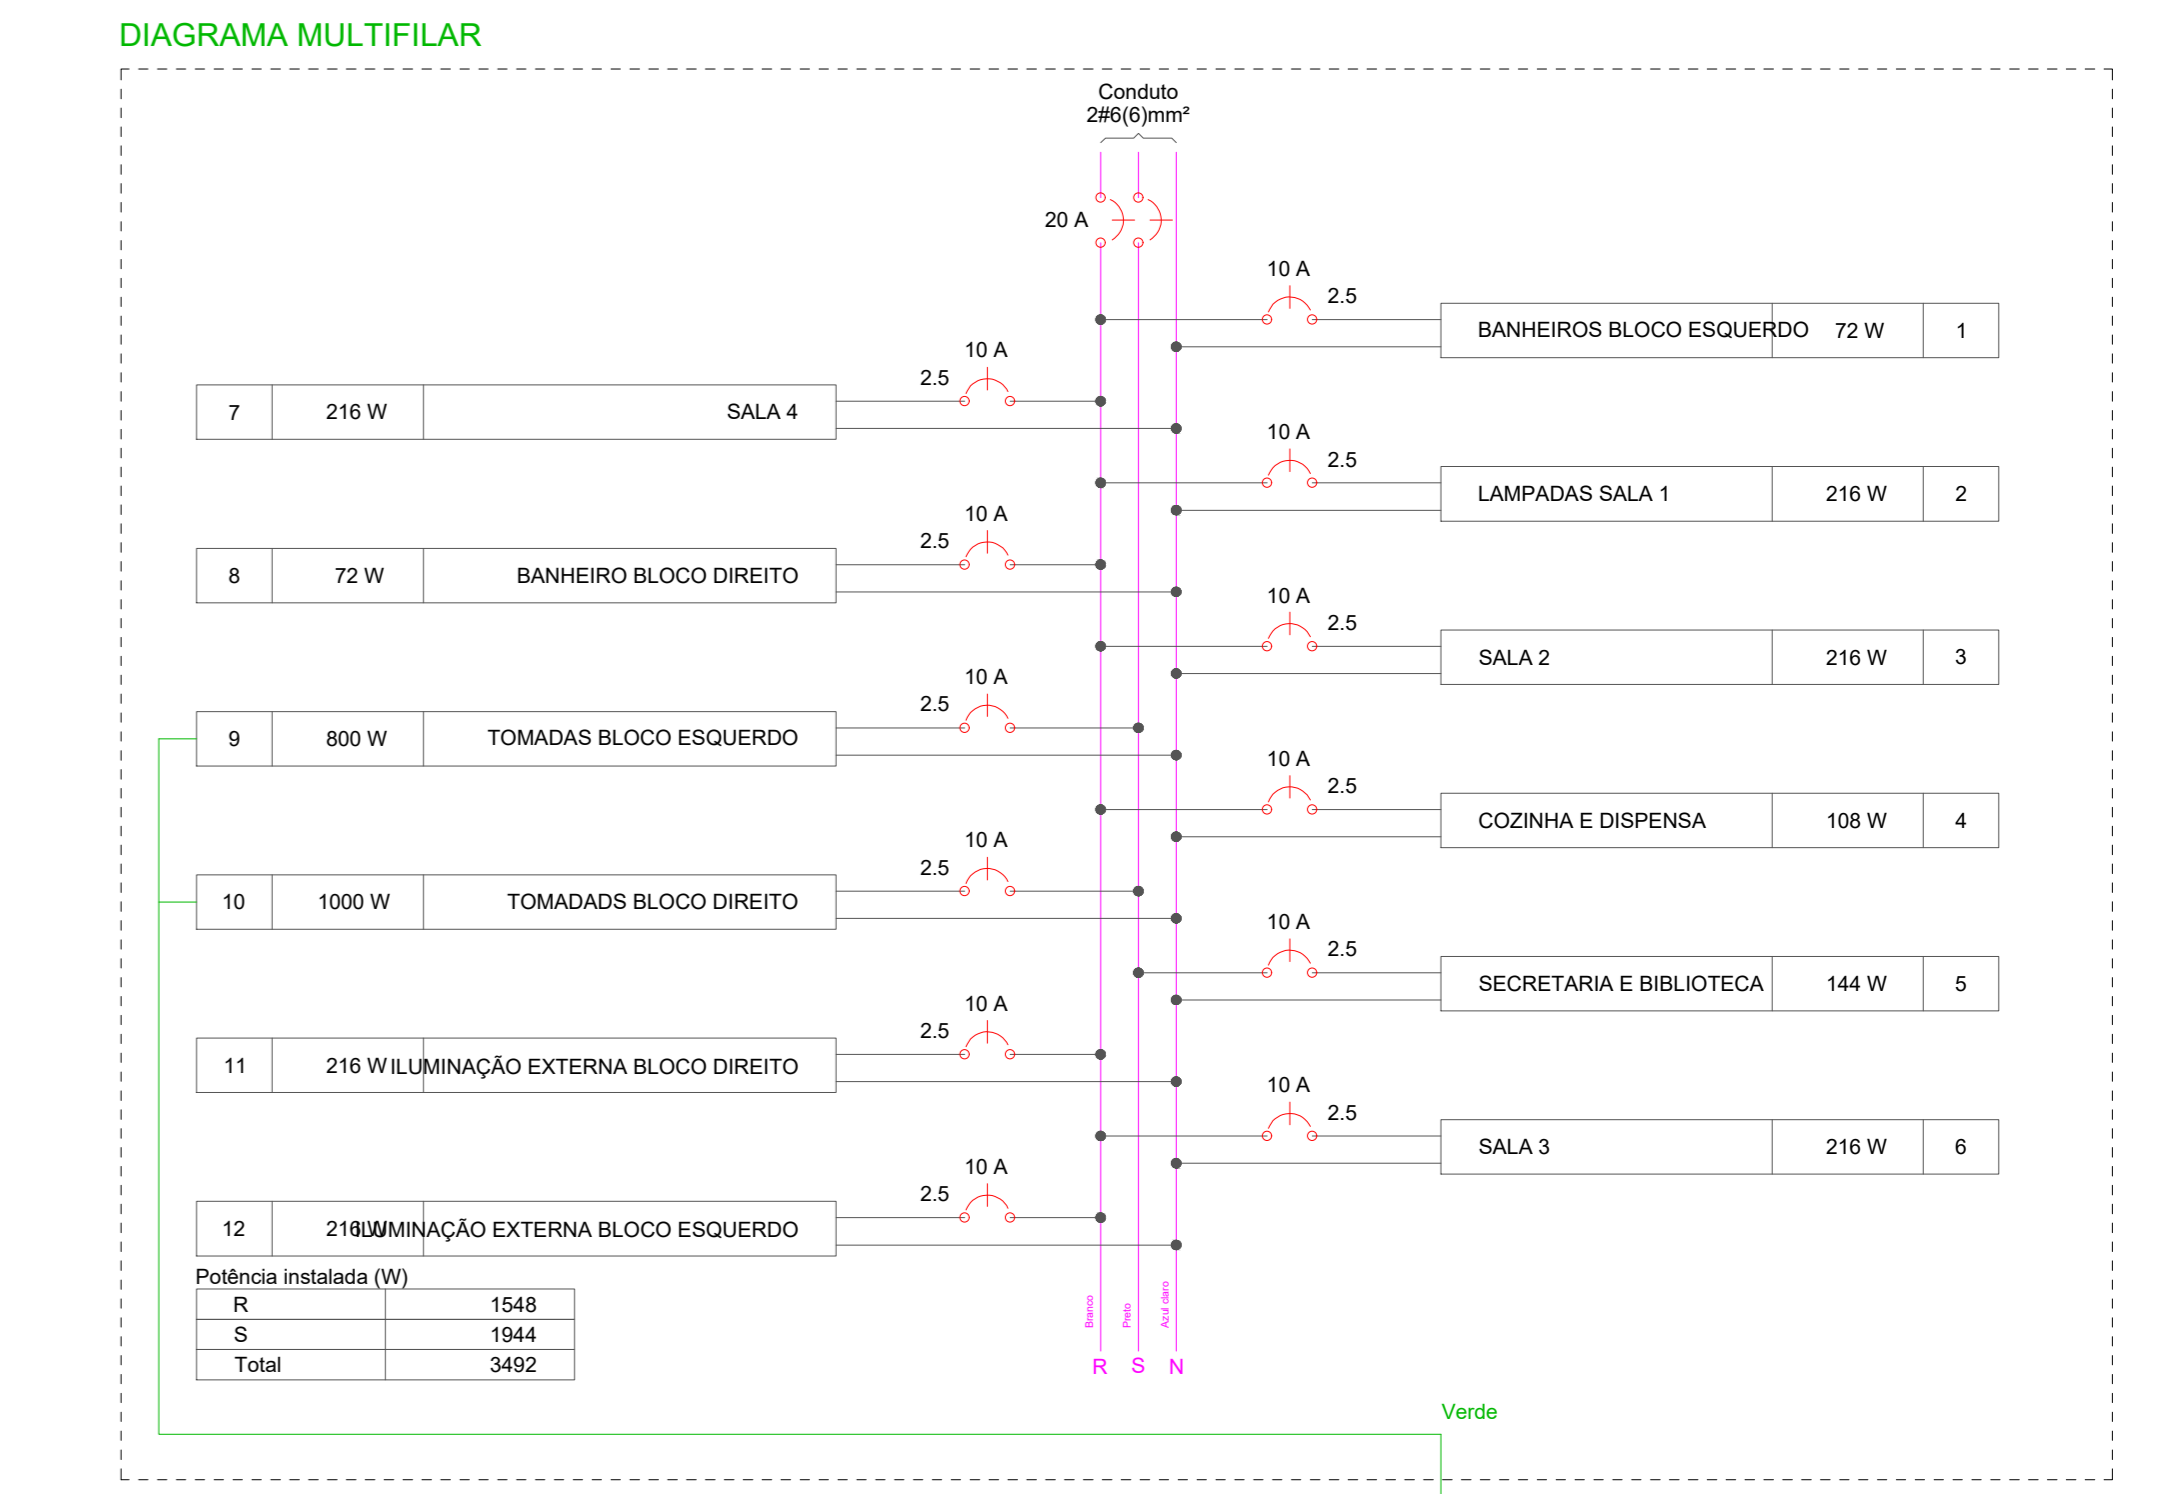 DIAGRAMA MULTIFILAR
Conduto
2#6(6)mm²
20 A
10 A
2.5
BANHEIROS BLOCO ESQUERDO 72 W 1
10 A
2.5
7 216 W SALA 4
10 A
2.5
LAMPADAS SALA 1 216 W 2
10 A
2.5
8 72 W BANHEIRO BLOCO DIREITO
10 A
2.5
SALA 2 216 W 3
10 A
2.5
9 800 W TOMADAS BLOCO ESQUERDO
10 A
2.5
COZINHA E DISPENSA 108 W 4
10 A
2.5
10 1000 W TOMADADS BLOCO DIREITO
10 A
2.5
SECRETARIA E BIBLIOTECA 144 W 5
10 A
2.5
11 216 W ILUMINAÇÃO EXTERNA BLOCO DIREITO
10 A
2.5
SALA 3 216 W 6
10 A
2.5
12 216 W ILUMINAÇÃO EXTERNA BLOCO ESQUERDO
Potência instalada (W)
R 1548
S 1944
Total 3492
Branco
Preto
Azul claro
R S N
Verde